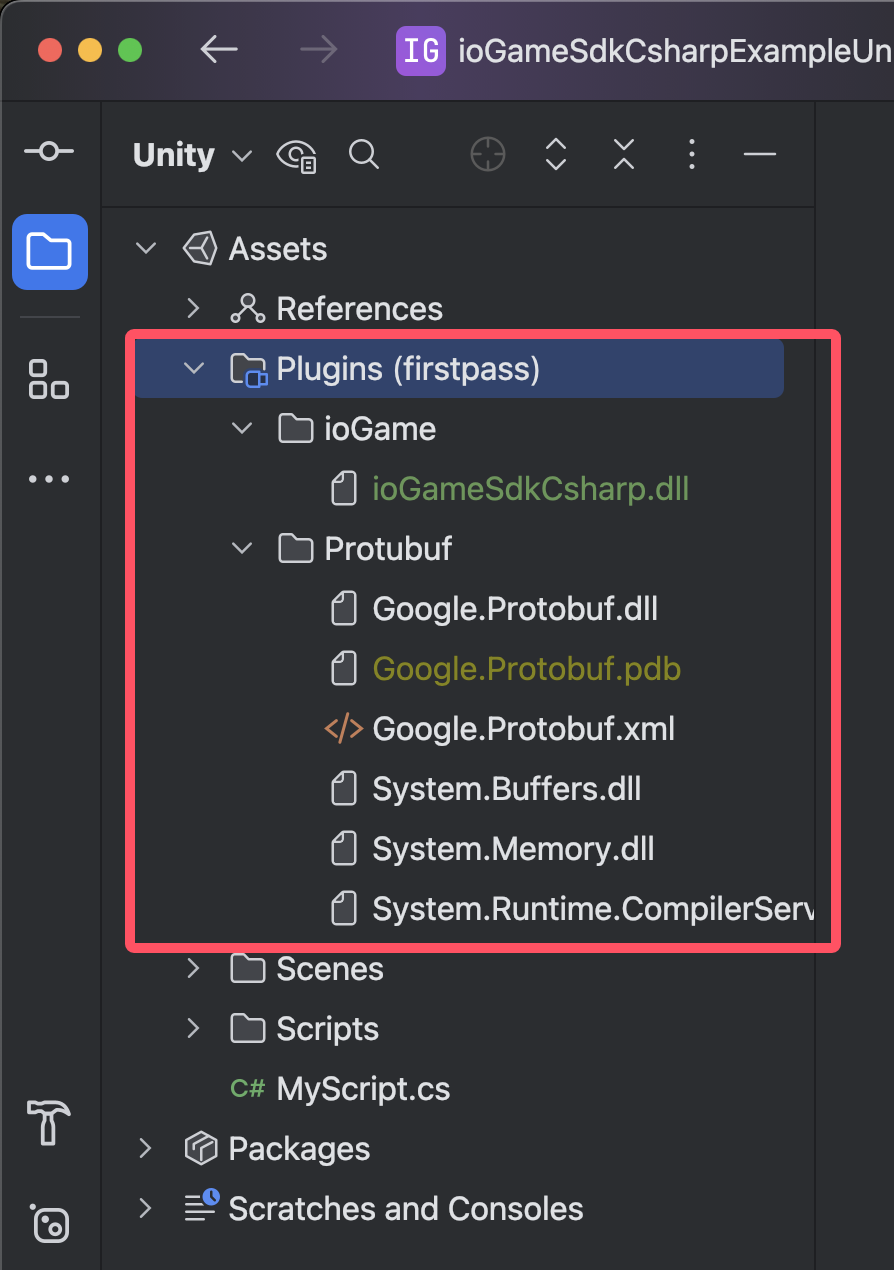 IG ioGameSdkCsharpExampleUn
Unity
Assets
References
Plugins (firstpass)
ioGame
ioGameSdkCsharp.dll
Protubuf
Google.Protobuf.dll
Google.Protobuf.pdb
</> Google.Protobuf.xml
System.Buffers.dll
System.Memory.dll
System.Runtime.CompilerServ
Scenes
Scripts
C# MyScript.cs
Packages
Scratches and Consoles